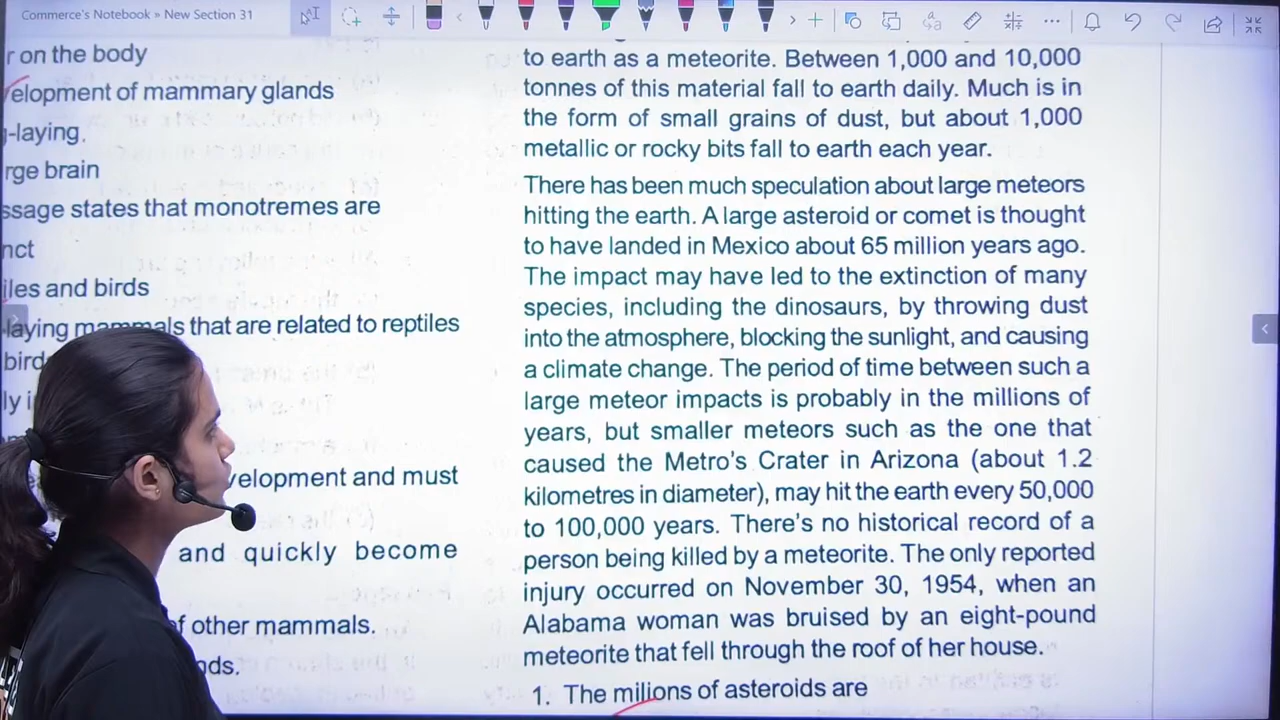 Commerce's Notebook » New Section 31
r on the body
velopment of mammary glands
-laying.
rge brain
ssage states that monotremes are
nct
iles and birds
-laying mammals that are related to reptiles
bird
ly i
velopment and must
and quickly become
of other mammals.
nds.
to earth as a meteorite. Between 1,000 and 10,000
tonnes of this material fall to earth daily. Much is in
the form of small grains of dust, but about 1,000
metallic or rocky bits fall to earth each year.
There has been much speculation about large meteors
hitting the earth. A large asteroid or comet is thought
to have landed in Mexico about 65 million years ago.
The impact may have led to the extinction of many
species, including the dinosaurs, by throwing dust
into the atmosphere, blocking the sunlight, and causing
a climate change. The period of time between such a
large meteor impacts is probably in the millions of
years, but smaller meteors such as the one that
caused the Metro's Crater in Arizona (about 1.2
kilometres in diameter), may hit the earth every 50,000
to 100,000 years. There's no historical record of a
person being killed by a meteorite. The only reported
injury occurred on November 30, 1954, when an
Alabama woman was bruised by an eight-pound
meteorite that fell through the roof of her house.
1. The milions of asteroids are